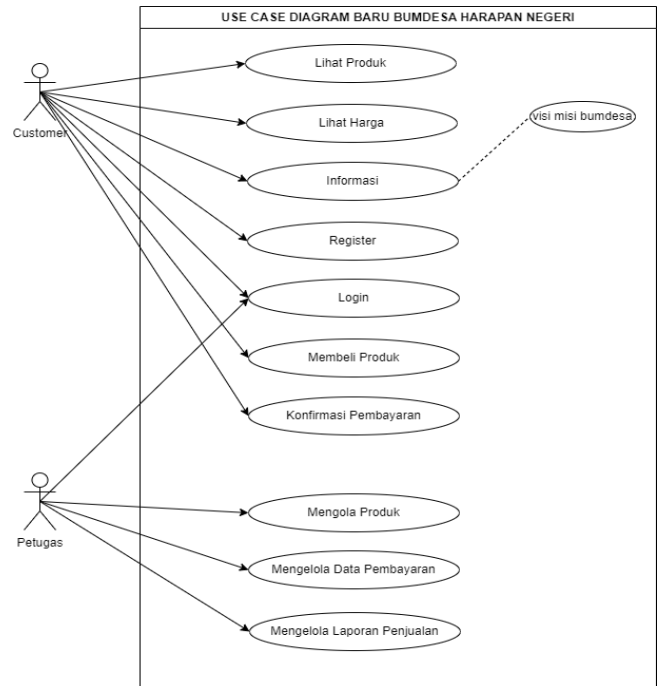 USE CASE DIAGRAM BARU BUMDESA HARAPAN NEGERI
Lihat Produk
Customer
Lihat Harga
visi misi bumdesa
Informasi
Register
Login
Membeli Produk
Konfirmasi Pembayaran
Petugas
Mengola Produk
Mengelola Data Pembayaran
Mengelola Laporan Penjualan